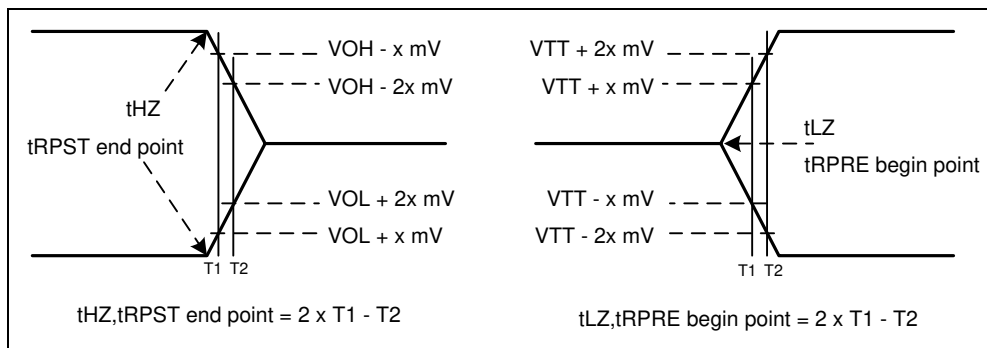 VOH - x mV
VOH - 2x mV
tHZ
tRPST end point
VOL + 2x mV
VOL + x mV
T1 T2
tHZ,tRPST end point = 2 x T1 - T2
VTT + 2x mV
VTT + x mV
tLZ
tRPRE begin point
VTT - x mV
VTT - 2x mV
T1 T2
tLZ,tRPRE begin point = 2 x T1 - T2